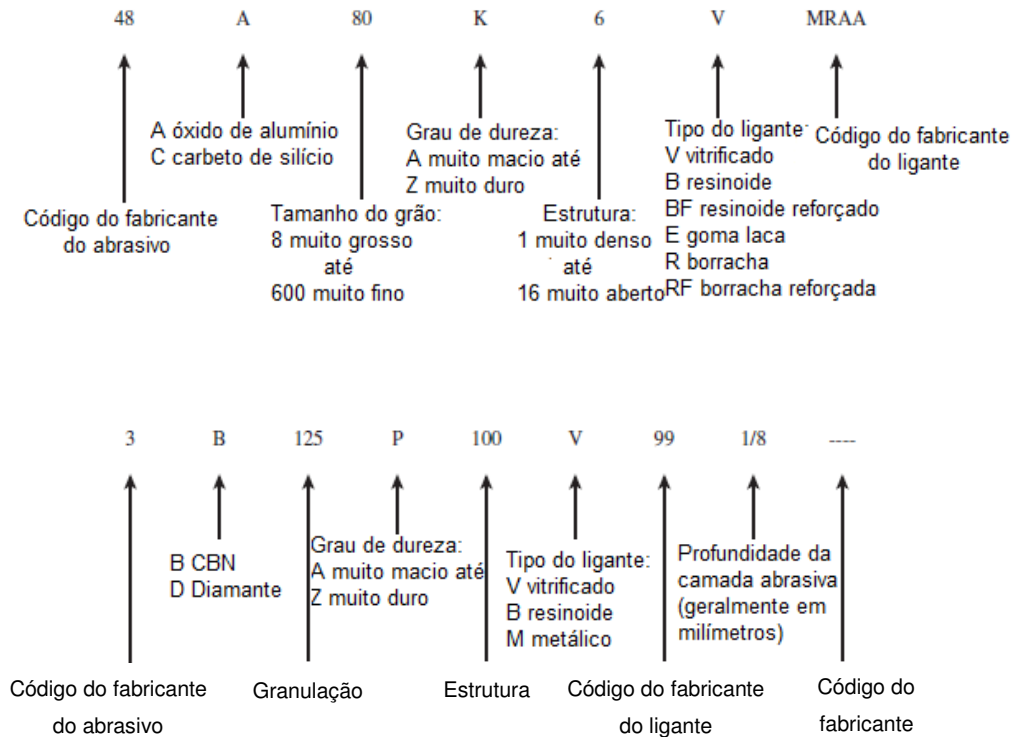 48 A 80 K 6 V MRAA
A óxido de alumínio
C carbeto de silício
Grau de dureza:
A muito macio até
Z muito duro
Tipo do ligante:
V vitrificado
B resinoide
BF resinoide reforçado
E goma laca
R borracha
RF borracha reforçada
Código do fabricante
do ligante
Código do fabricante
do abrasivo
Tamanho do grão:
8 muito grosso
até
600 muito fino
Estrutura:
1 muito denso
até
16 muito aberto
3 B 125 P 100 V 99 1/8 ----
B CBN
D Diamante
Grau de dureza:
A muito macio até
Z muito duro
Tipo do ligante:
V vitrificado
B resinoide
M metálico
Profundidade da
camada abrasiva
(geralmente em
milímetros)
Código do fabricante
do abrasivo
Granulação
Estrutura
Código do fabricante
do ligante
Código do
fabricante